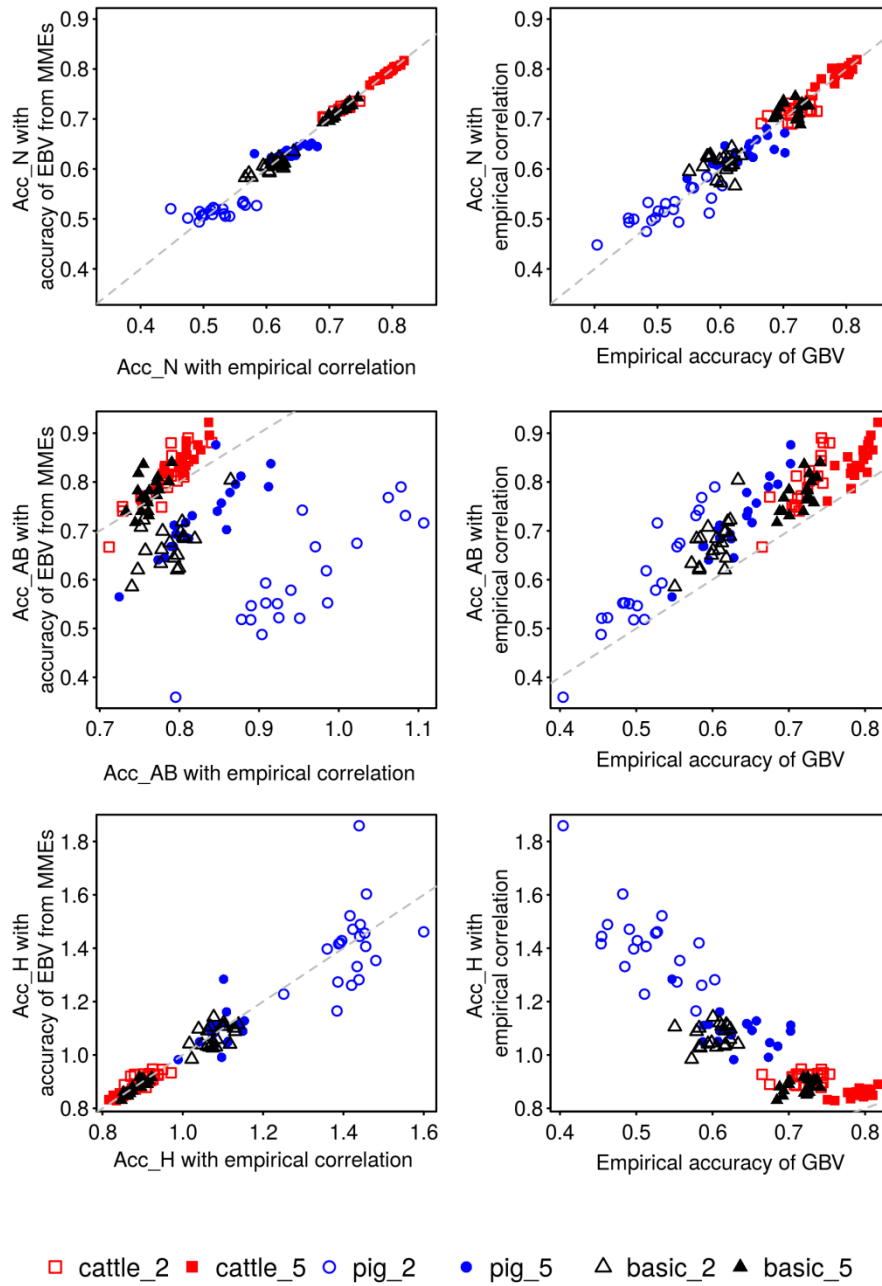 Acc_N with
accuracy of EBV from MMEs
0.8
0.7
0.6
0.5
0.4
0.4 0.5 0.6 0.7 0.8
Acc_N with empirical correlation
Acc_N with
empirical correlation
0.8
0.7
0.6
0.5
0.4
0.4 0.5 0.6 0.7 0.8
Empirical accuracy of GBV
Acc_AB with
accuracy of EBV from MMEs
0.9
0.8
0.7
0.6
0.5
0.4
0.7 0.8 0.9 1.0 1.1
Acc_AB with empirical correlation
Acc_AB with
empirical correlation
0.9
0.8
0.7
0.6
0.5
0.4
0.4 0.5 0.6 0.7 0.8
Empirical accuracy of GBV
Acc_H with
accuracy of EBV from MMEs
1.8
1.6
1.4
1.2
1.0
0.8
0.8 1.0 1.2 1.4 1.6
Acc_H with empirical correlation
Acc_H with
empirical correlation
1.8
1.6
1.4
1.2
1.0
0.8
0.4 0.5 0.6 0.7 0.8
Empirical accuracy of GBV
cattle_2 cattle_5 pig_2 pig_5 basic_2 basic_5